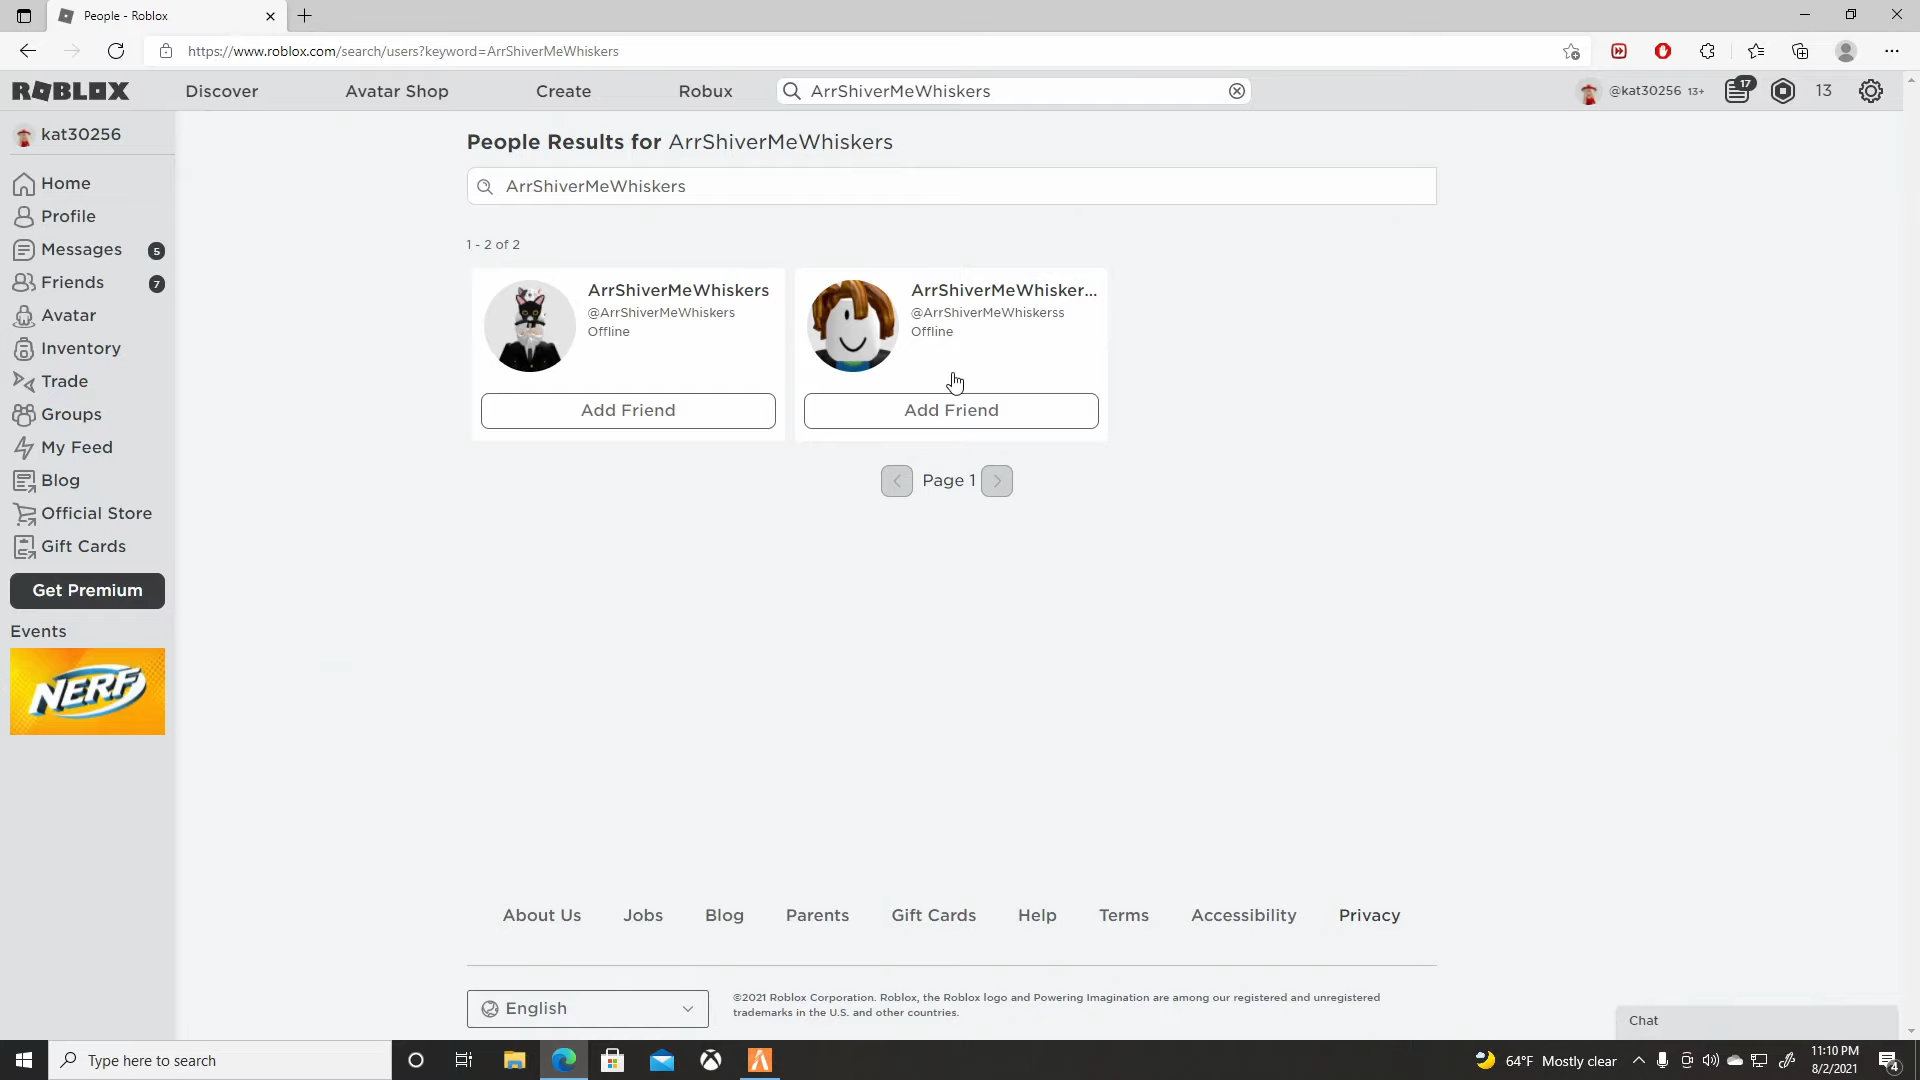 People - Roblox
https://www.roblox.com/search/users?keyword=ArrShiverMeWhiskers
ROBLOX
Discover
Avatar Shop
Create
Robux
ArrShiverMeWhiskers
@kat30256 13+
17
13
kat30256
Home
Profile
Messages 5
Friends 7
Avatar
Inventory
Trade
Groups
My Feed
Blog
Official Store
Gift Cards
Get Premium
Events
NERF
People Results for ArrShiverMeWhiskers
ArrShiverMeWhiskers
1 - 2 of 2
ArrShiverMeWhiskers
@ArrShiverMeWhiskers
Offline
Add Friend
ArrShiverMeWhisker...
@ArrShiverMeWhiskerss
Offline
Add Friend
Page 1
About Us
Jobs
Blog
Parents
Gift Cards
Help
Terms
Accessibility
Privacy
English
©2021 Roblox Corporation. Roblox, the Roblox logo and Powering Imagination are among our registered and unregistered
trademarks in the U.S. and other countries.
Chat
Type here to search
64°F Mostly clear
11:10 PM
8/2/2021
4